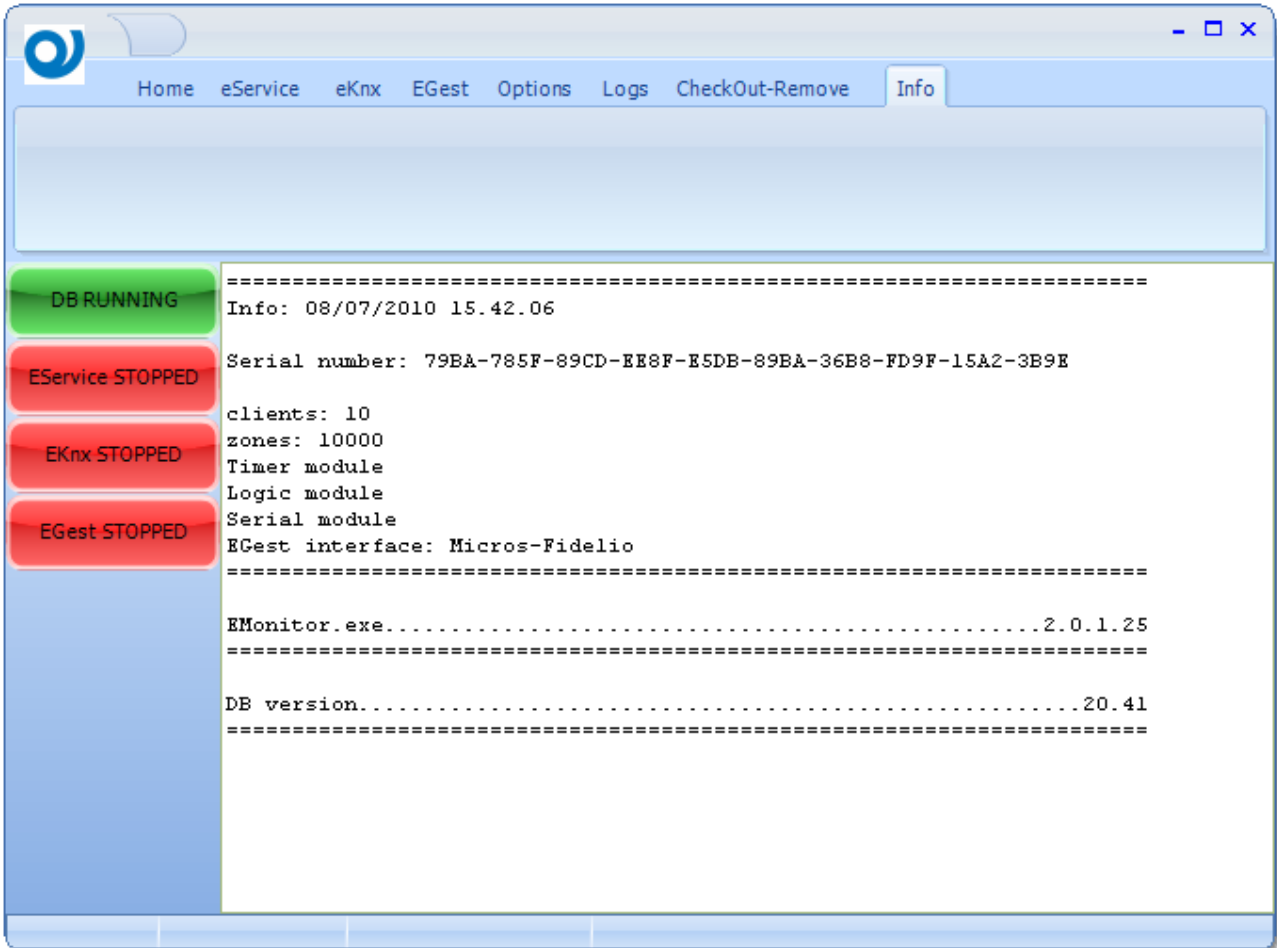 Home eService eKnx EGest Options Logs CheckOut-Remove Info
DB RUNNING
EService STOPPED
EKnx STOPPED
EGest STOPPED
======================================================================
Info: 08/07/2010 15.42.06
Serial number: 79BA-785F-89CD-EE8F-E5DB-89BA-36B8-FD9F-15A2-3B9E
clients: 10
zones: 10000
Timer module
Logic module
Serial module
EGest interface: Micros-Fidelio
======================================================================
EMonitor.exe..................................................2.0.1.25
======================================================================
DB version.......................................................20.41
======================================================================